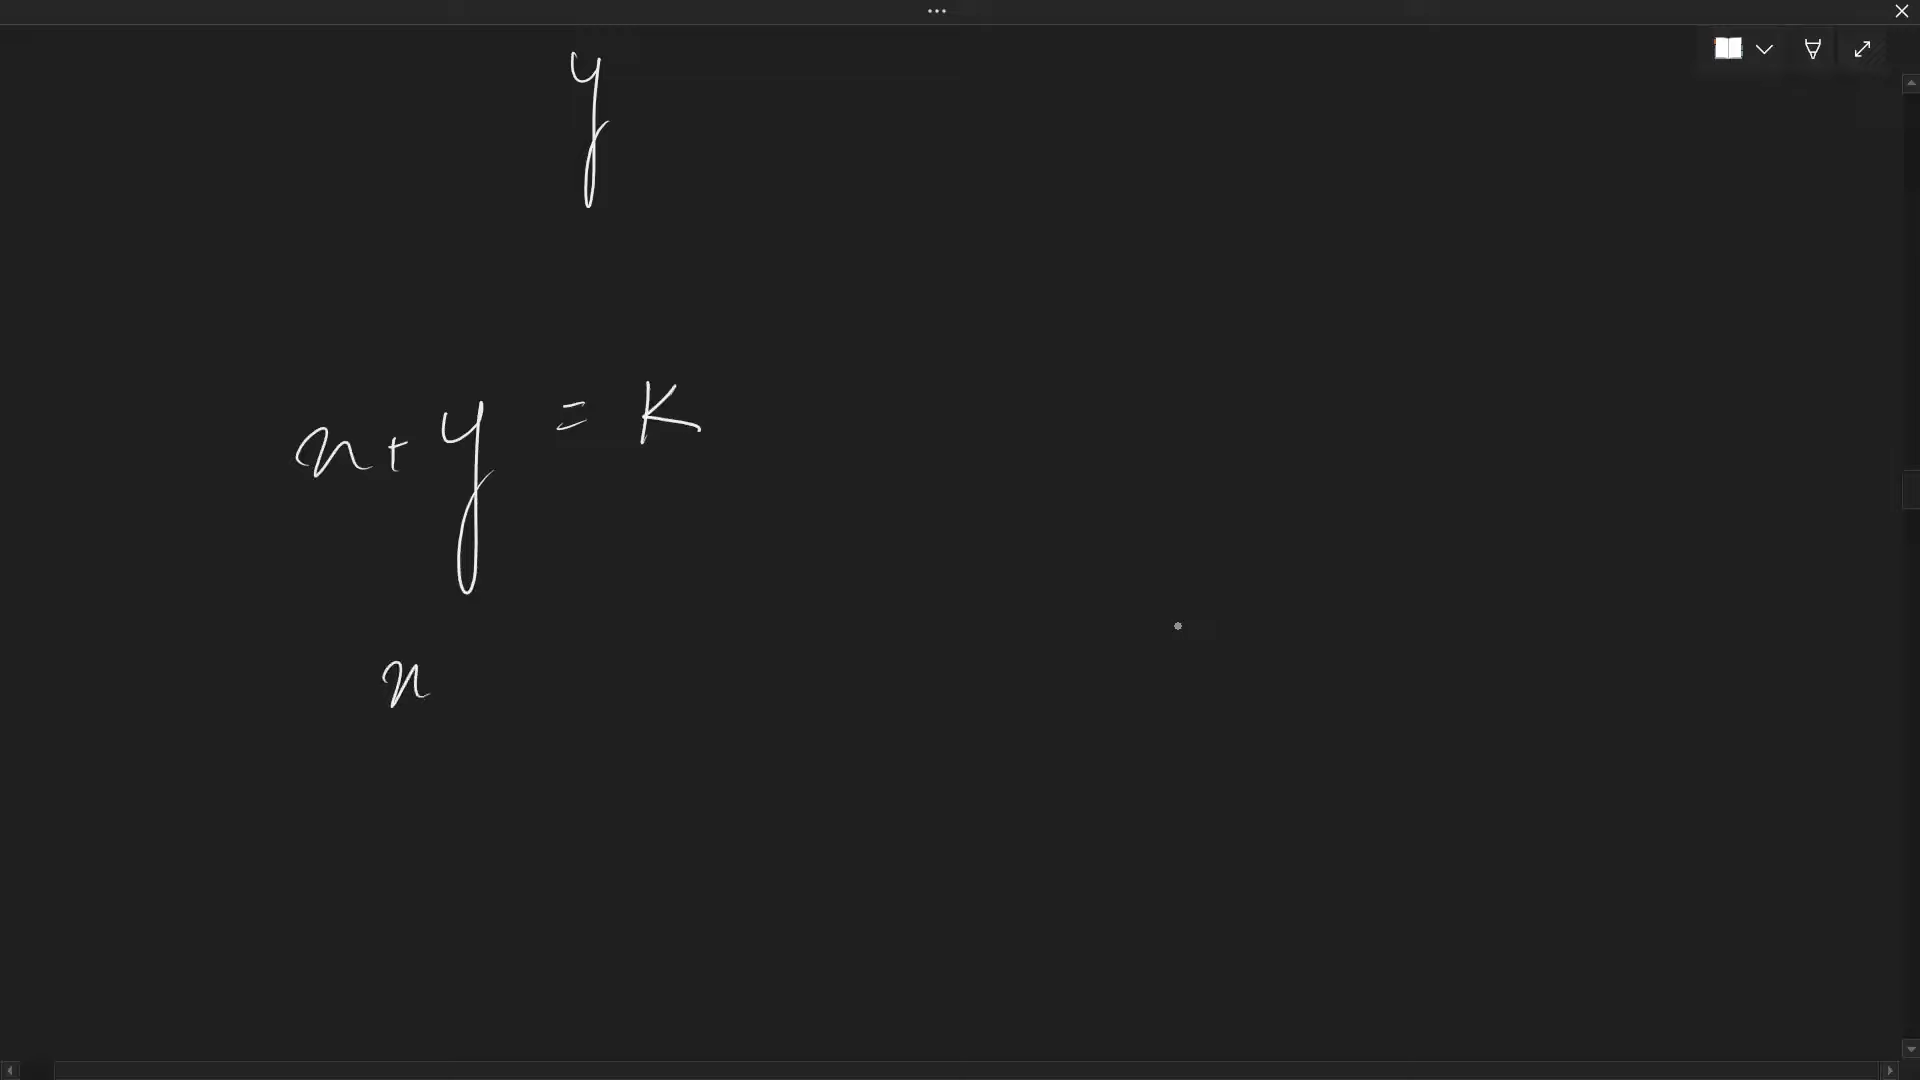 y
x + y = K
x